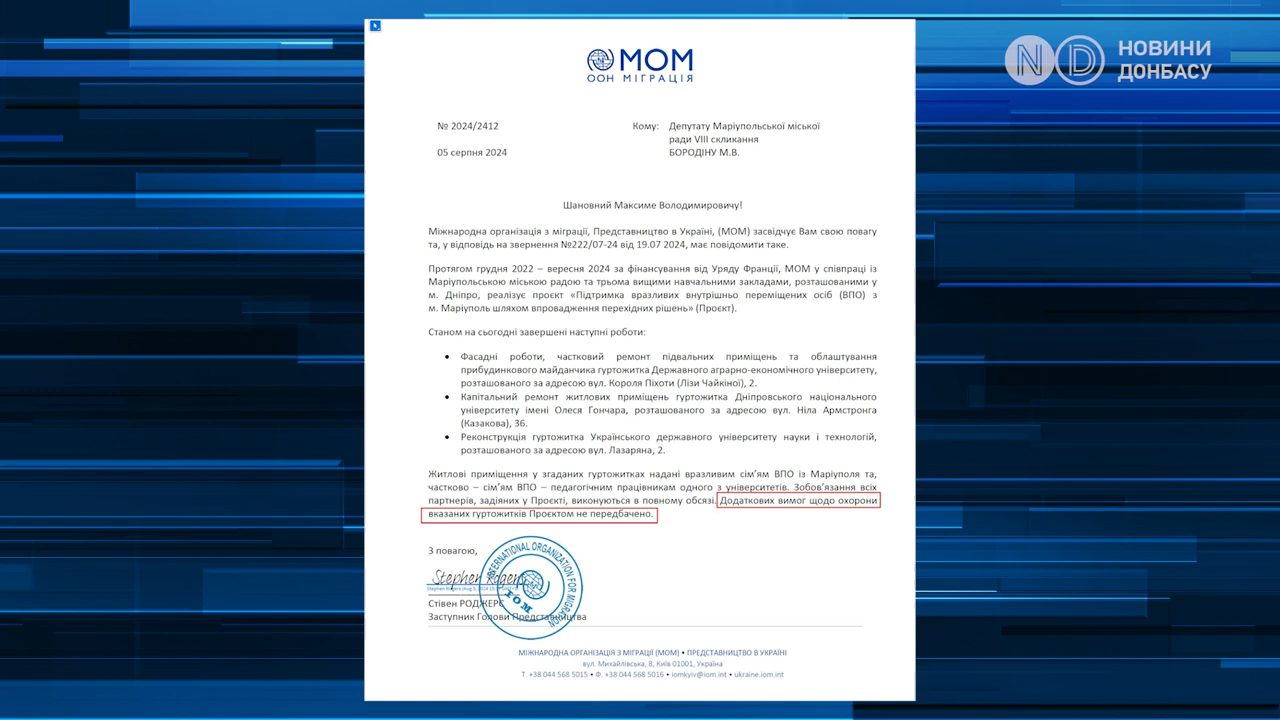 МОМ
ООН МІГРАЦІЯ
ND
НОВИНИ
ДОНБАСУ
№ 2024/2412
05 серпня 2024
Кому: Депутату Маріупольської міської
ради VIII скликання
БОРОДІНУ М.В.
Шановний Максиме Володимировичу!
Міжнародна організація з міграції, Представництво в Україні, (МОМ) засвідчує Вам свою повагу
та, у відповідь на звернення №222/07-24 від 19.07 2024, має повідомити таке.
Протягом грудня 2022 – вересня 2024 за фінансування від Уряду Франції, МОМ у співпраці із
Маріупольською міською радою та трьома вищими навчальними закладами, розташованими у
м. Дніпро, реалізує проєкт «Підтримка вразливих внутрішньо переміщених осіб (ВПО) з
м. Маріуполь шляхом впровадження перехідних рішень» (Проєкт).
Станом на сьогодні завершені наступні роботи:
• Фасадні роботи, частковий ремонт підвальних приміщень та облаштування
прибудинкового майданчика гуртожитка Державного аграрно-економічного університету,
розташованого за адресою вул. Короля Піхоти (Лізи Чайкіної), 2.
• Капітальний ремонт житлових приміщень гуртожитка Дніпровського національного
університету імені Олеся Гончара, розташованого за адресою вул. Ніла Армстронга
(Казакова), 36.
• Реконструкція гуртожитка Українського державного університету науки і технологій,
розташованого за адресою вул. Лазаряна, 2.
Житлові приміщення у згаданих гуртожитках надані вразливим сім’ям ВПО із Маріуполя та,
частково – сім’ям ВПО – педагогічним працівникам одного з університетів. Зобов’язання всіх
партнерів, задіяних у Проєкті, виконуються в повному обсязі. Додаткових вимог щодо охорони
вказаних гуртожитків Проєктом не передбачено.
З повагою,
Stephen Rogers
INTERNATIONAL ORGANIZATION FOR MIGRATION
IOM
Стівен РОДЖЕРС
Заступник Голови Представництва
МІЖНАРОДНА ОРГАНІЗАЦІЯ З МІГРАЦІЇ (МОМ) • ПРЕДСТАВНИЦТВО В УКРАЇНІ
вул. Михайлівська, 8, Київ 01001, Україна
Т. +38 044 568 5015 • Ф. +38 044 568 5016 • iomkyiv@iom.int • ukraine.iom.int